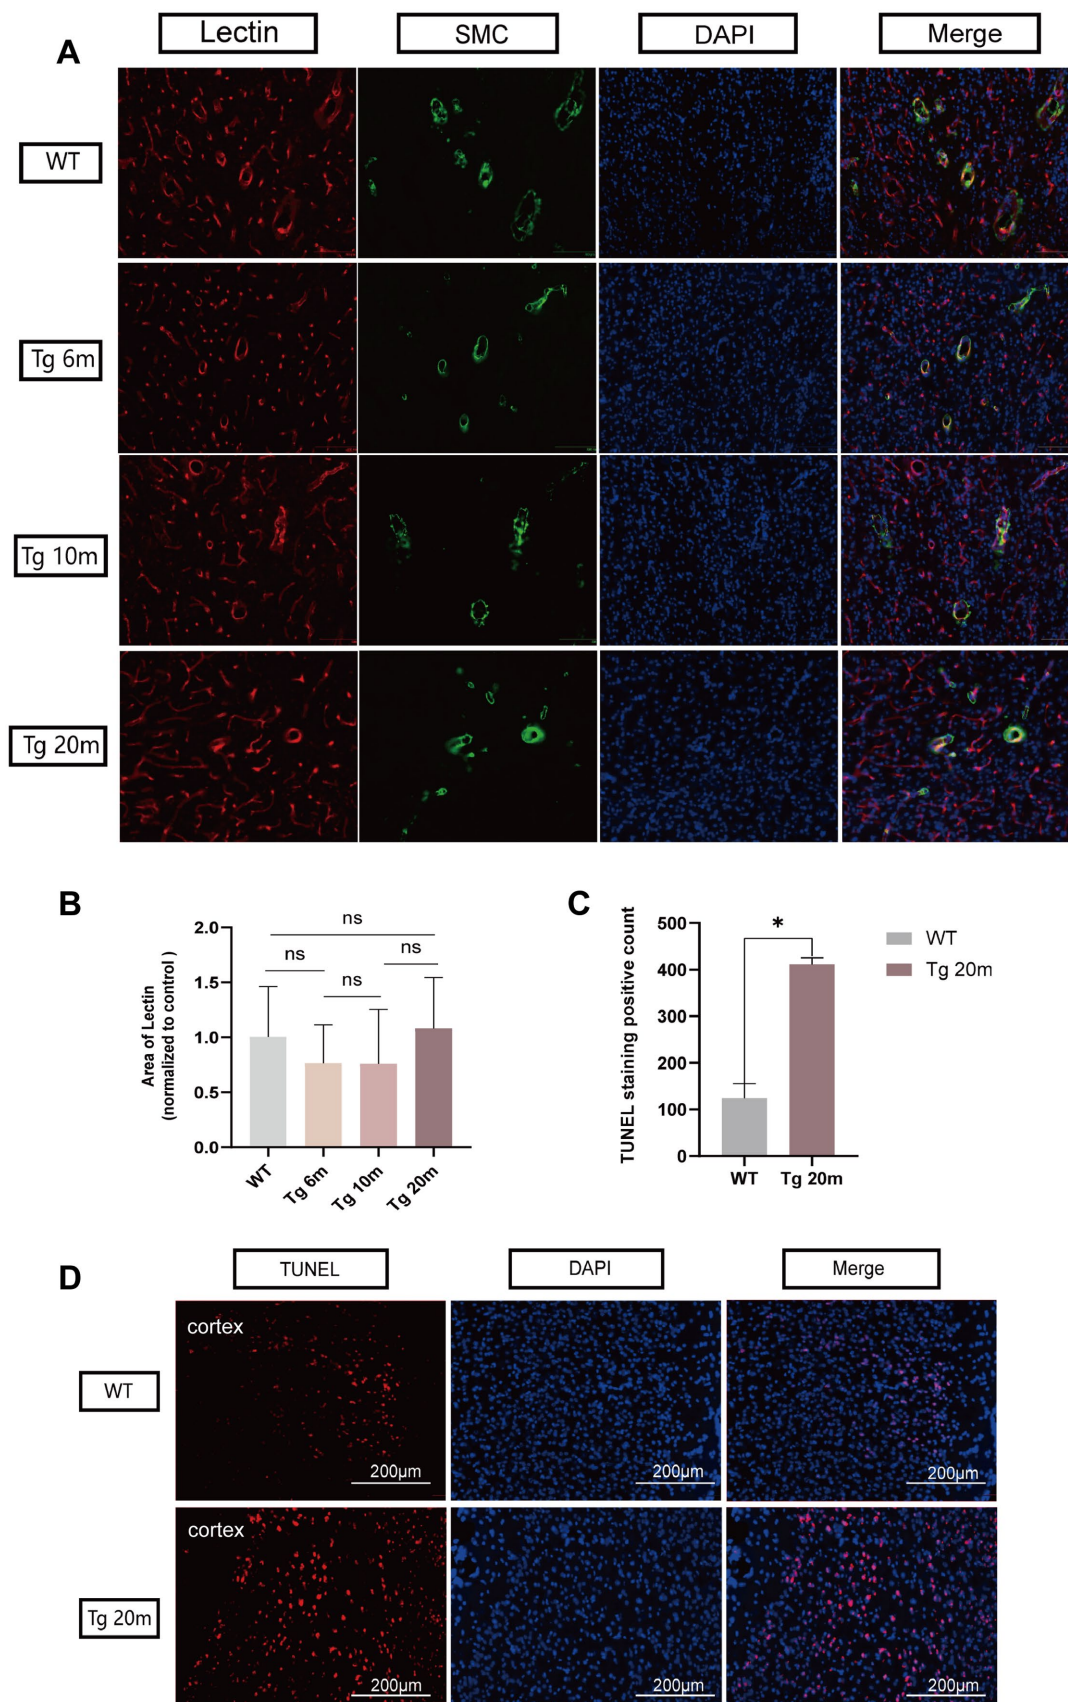 A
Lectin SMC DAPI Merge
WT
Tg 6m
Tg 10m
Tg 20m
B
Area of Lectin
(normalized to control )
2.0
1.5
1.0
0.5
0.0
ns
ns
ns
ns
WT
Tg 6m
Tg 10m
Tg 20m
C
TUNEL staining positive count
500
400
300
200
100
0
*
WT
Tg 20m
WT Tg 20m
D
TUNEL DAPI Merge
WT
cortex
200μm 200μm 200μm
Tg 20m
cortex
200μm 200μm 200μm